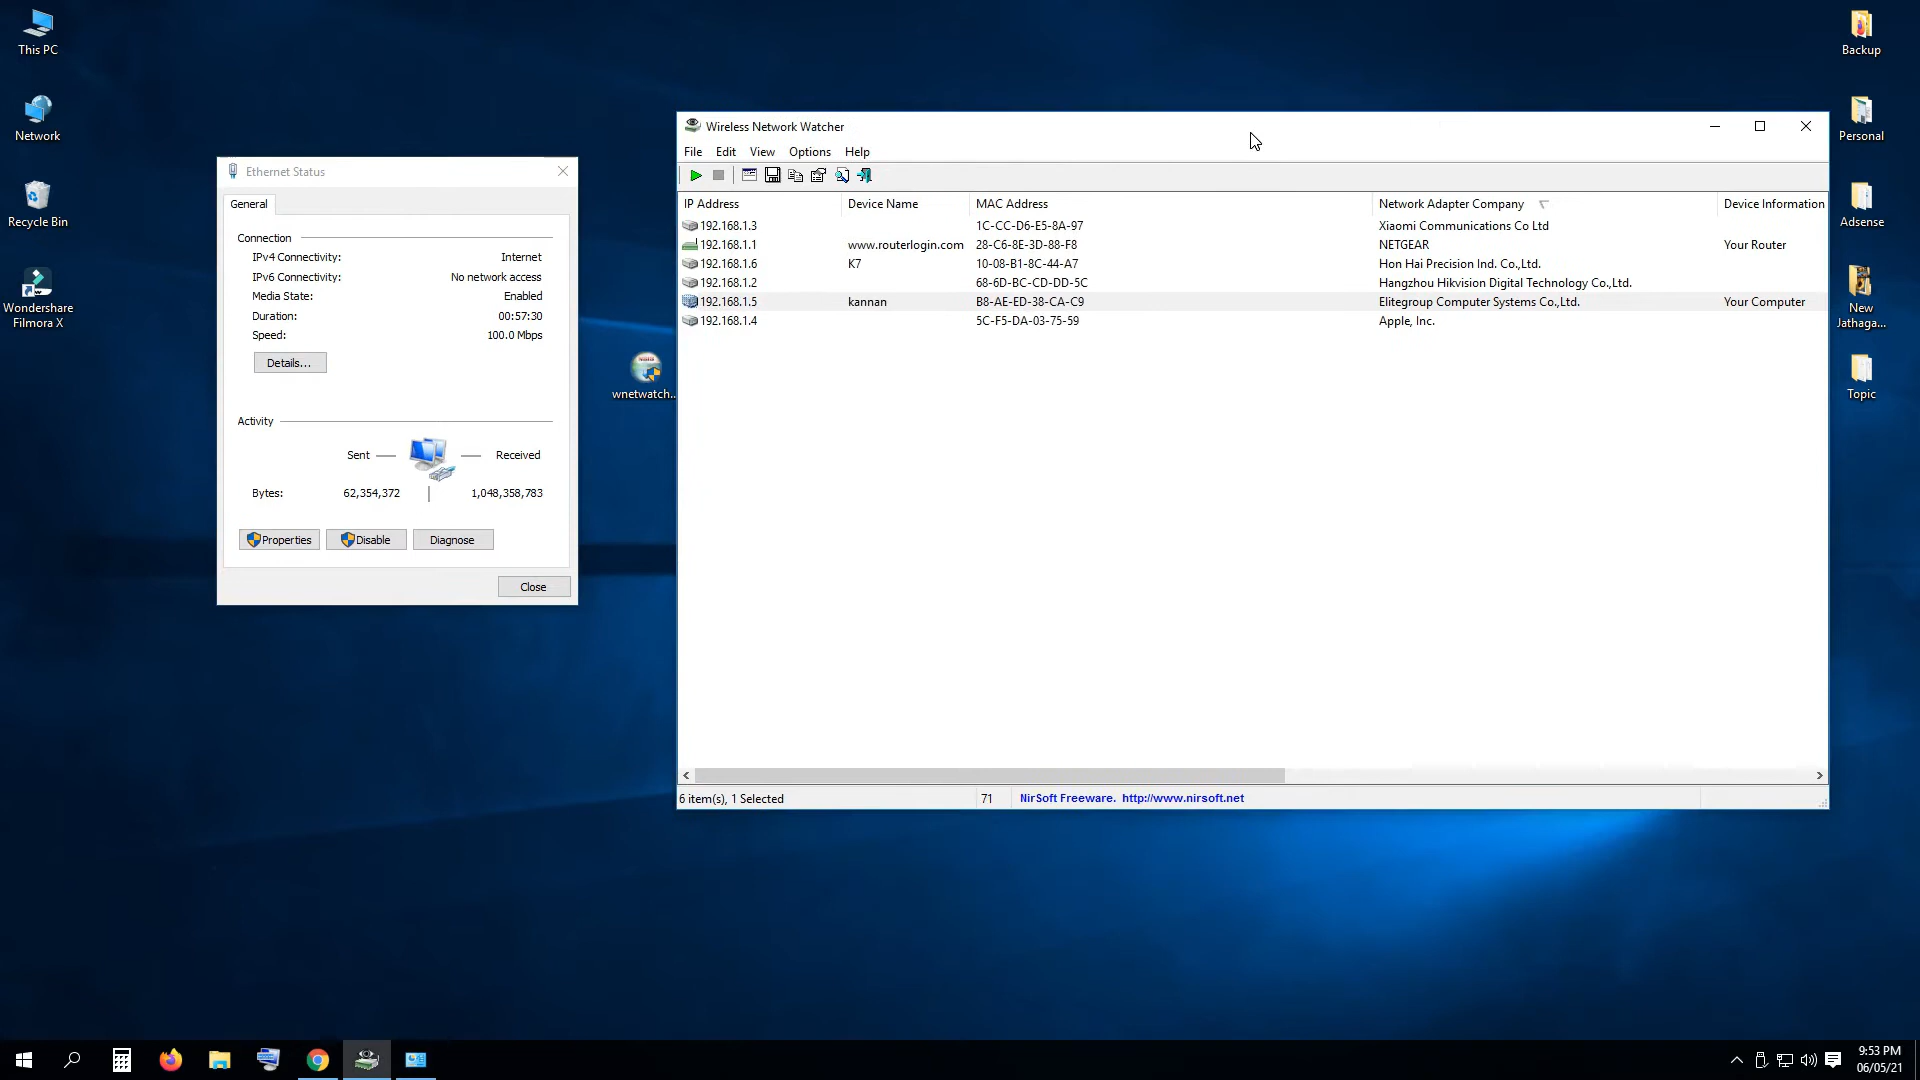 This PC
Network
Recycle Bin
Wondershare
Filmora X
Ethernet Status
General
Connection
IPv4 Connectivity: Internet
IPv6 Connectivity: No network access
Media State: Enabled
Duration: 00:57:30
Speed: 100.0 Mbps
Details...
Activity
Sent Received
Bytes: 62,354,372 1,048,358,783
Properties Disable Diagnose
Close
wnetwatch...
Wireless Network Watcher
File Edit View Options Help
IP Address Device Name MAC Address Network Adapter Company Device Information
192.168.1.3 1C-CC-D6-E5-8A-97 Xiaomi Communications Co Ltd
192.168.1.1 www.routerlogin.com 28-C6-8E-3D-88-F8 NETGEAR Your Router
192.168.1.6 K7 10-08-B1-8C-44-A7 Hon Hai Precision Ind. Co.,Ltd.
192.168.1.2 68-6D-BC-CD-DD-5C Hangzhou Hikvision Digital Technology Co.,Ltd.
192.168.1.5 kannan B8-AE-ED-38-CA-C9 Elitegroup Computer Systems Co.,Ltd. Your Computer
192.168.1.4 5C-F5-DA-03-75-59 Apple, Inc.
6 item(s), 1 Selected 71 NirSoft Freeware. http://www.nirsoft.net
Backup
Personal
Adsense
New
Jathaga...
Topic
9:53 PM
06/05/21